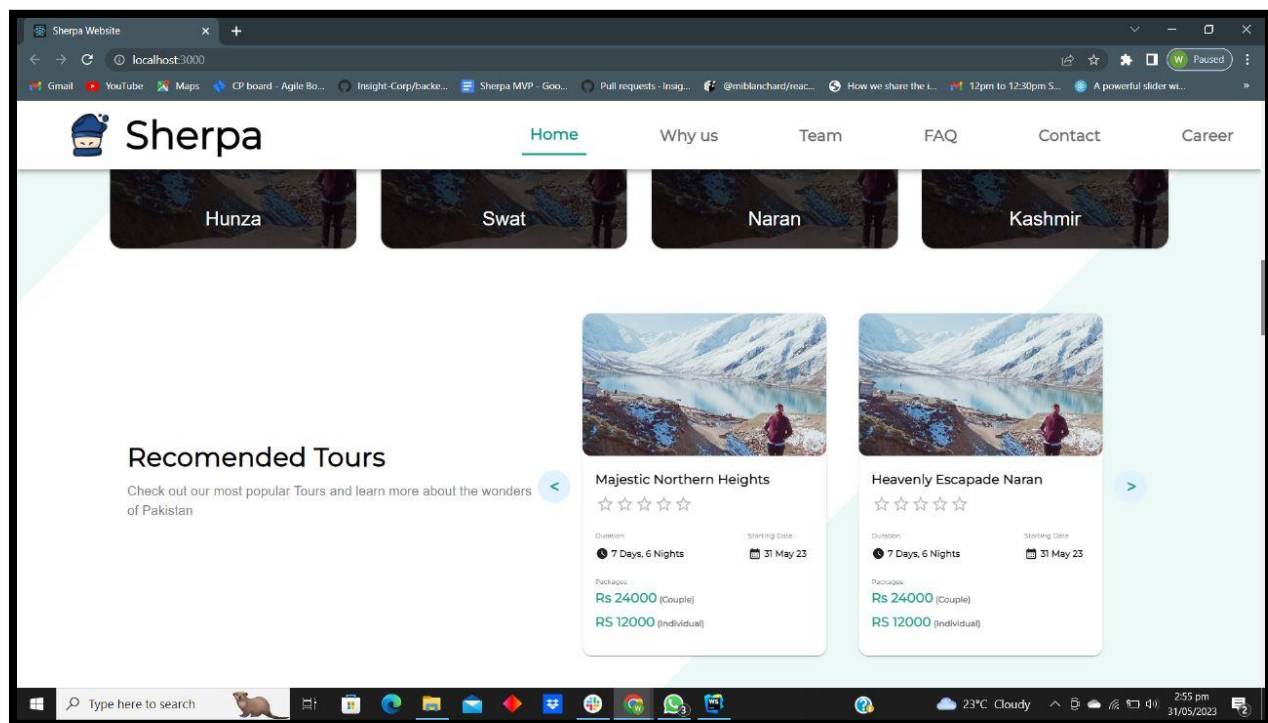 Sherpa Website
localhost:3000
Paused
Gmail YouTube Maps CP board - Agile Bo... Insight-Corp/backe... Sherpa MVP - Goo... Pull requests - Insig... @miblanchard/reac... How we share the i... 12pm to 12:30pm S... A powerful slider wi... »
Sherpa Home Why us Team FAQ Contact Career
Hunza Swat Naran Kashmir
Recomended Tours
Check out our most popular Tours and learn more about the wonders
of Pakistan
<
Majestic Northern Heights
Duration Starting Date
7 Days, 6 Nights 31 May 23
Packages
Rs 24000 (Couple)
RS 12000 (Individual)
Heavenly Escapade Naran
Duration Starting Date
7 Days, 6 Nights 31 May 23
Packages
Rs 24000 (Couple)
RS 12000 (Individual)
>
Type here to search
23°C Cloudy
2:55 pm
31/05/2023